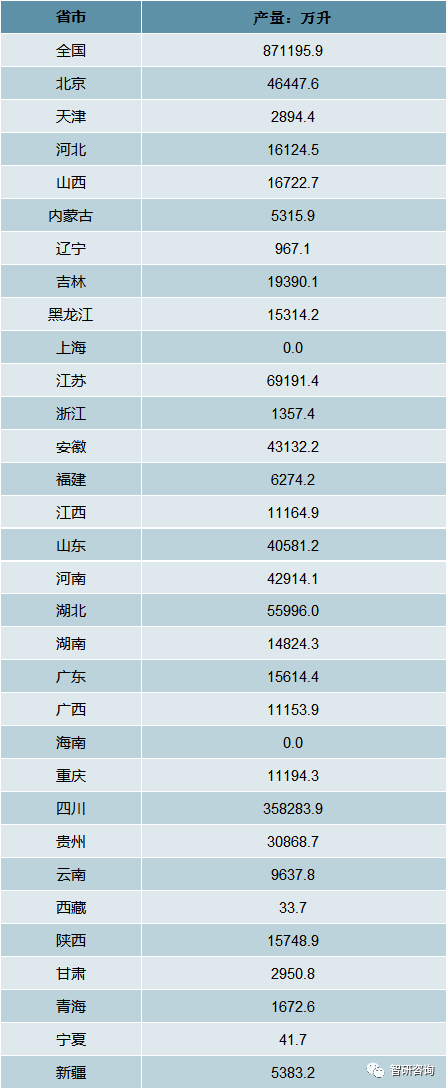 省市 产量：万升
全国 871195.9
北京 46447.6
天津 2894.4
河北 16124.5
山西 16722.7
内蒙古 5315.9
辽宁 967.1
吉林 19390.1
黑龙江 15314.2
上海 0.0
江苏 69191.4
浙江 1357.4
安徽 43132.2
福建 6274.2
江西 11164.9
山东 40581.2
河南 42914.1
湖北 55996.0
湖南 14824.3
广东 15614.4
广西 11153.9
海南 0.0
重庆 11194.3
四川 358283.9
贵州 30868.7
云南 9637.8
西藏 33.7
陕西 15748.9
甘肃 2950.8
青海 1672.6
宁夏 41.7
新疆 5383.2
智研咨询